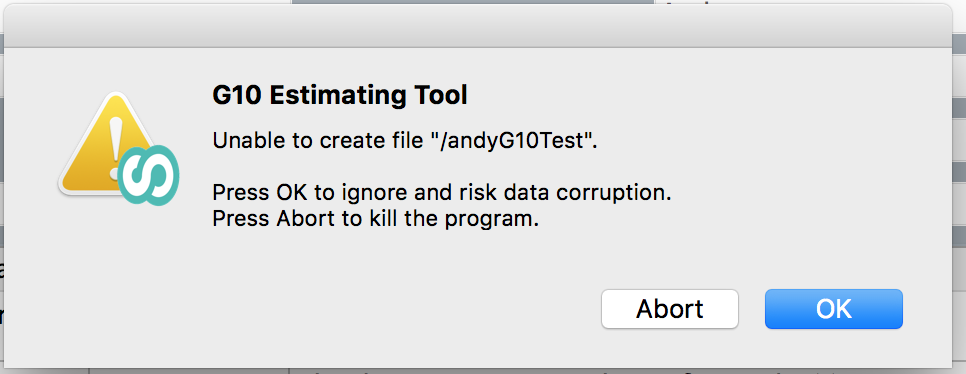 G10 Estimating Tool
Unable to create file "/andyG10Test".
Press OK to ignore and risk data corruption.
Press Abort to kill the program.
Abort
OK